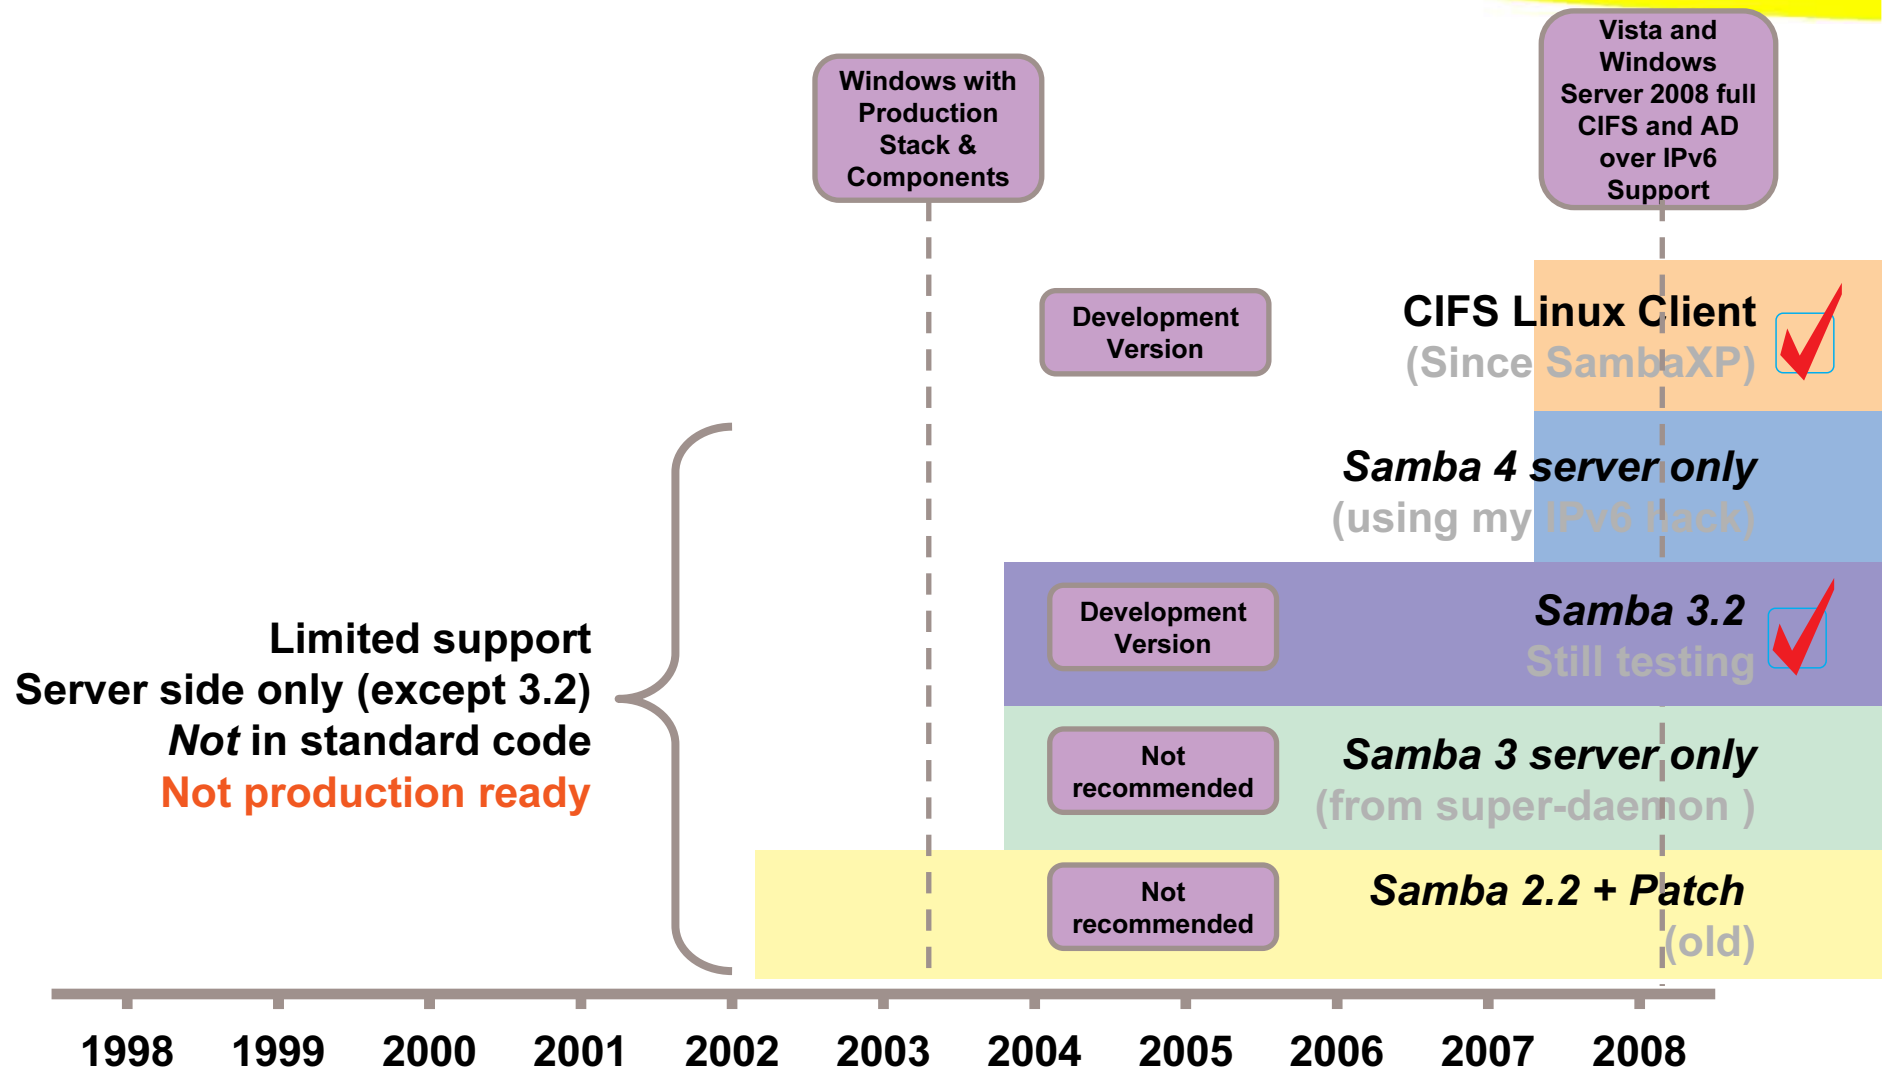 Vista and
Windows
Server 2008 full
CIFS and AD
over IPv6
Support
Windows with
Production
Stack &
Components
Development
Version
CIFS Linux Client
(Since SambaXP)
Samba 4 server only
(using my IPv6 hack)
Development
Version
Samba 3.2
Still testing
Limited support
Server side only (except 3.2)
Not in standard code
Not production ready
Not
recommended
Samba 3 server only
(from super-daemon )
Not
recommended
Samba 2.2 + Patch
(old)
1998 1999 2000 2001 2002 2003 2004 2005 2006 2007 2008